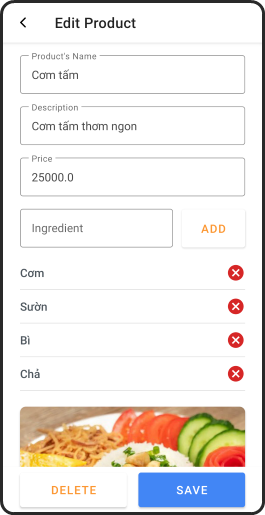 Edit Product
Product's Name
Cơm tấm
Description
Cơm tấm thơm ngon
Price
25000.0
Ingredient
ADD
Cơm
Sườn
Bì
Chả
DELETE
SAVE